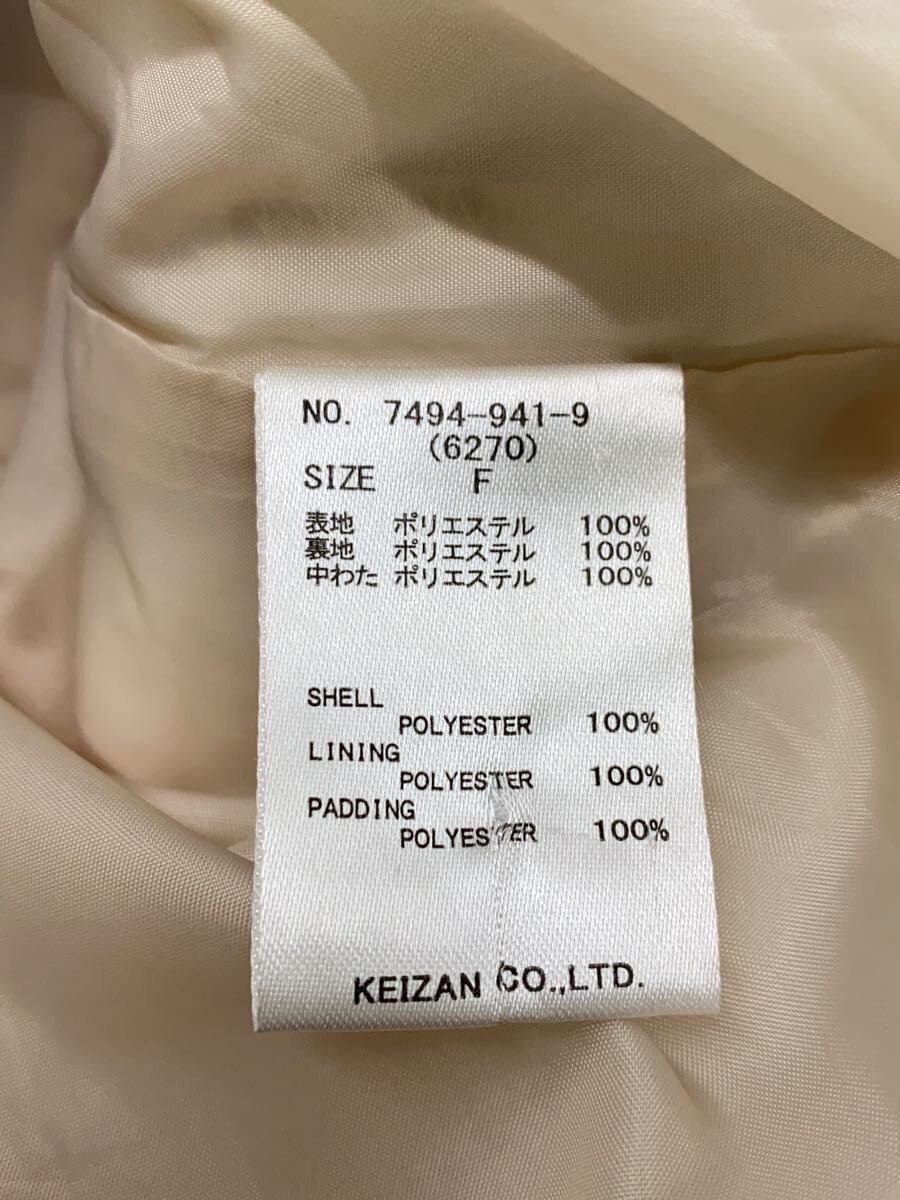 NO. 7494-941-9
(6270)
SIZE F
表地 ポリエステル 100%
裏地 ポリエステル 100%
中わた ポリエステル 100%
SHELL
POLYESTER 100%
LINING
POLYESTER 100%
PADDING
POLYESTER 100%
KEIZAN CO.,LTD.